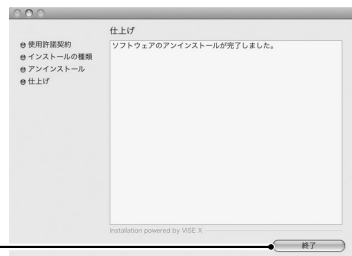 仕上げ
使用許諾契約
インストールの種類
アンインストール
仕上げ
ソフトウェアのアンインストールが完了しました。
Installation powered by VISE X
終了